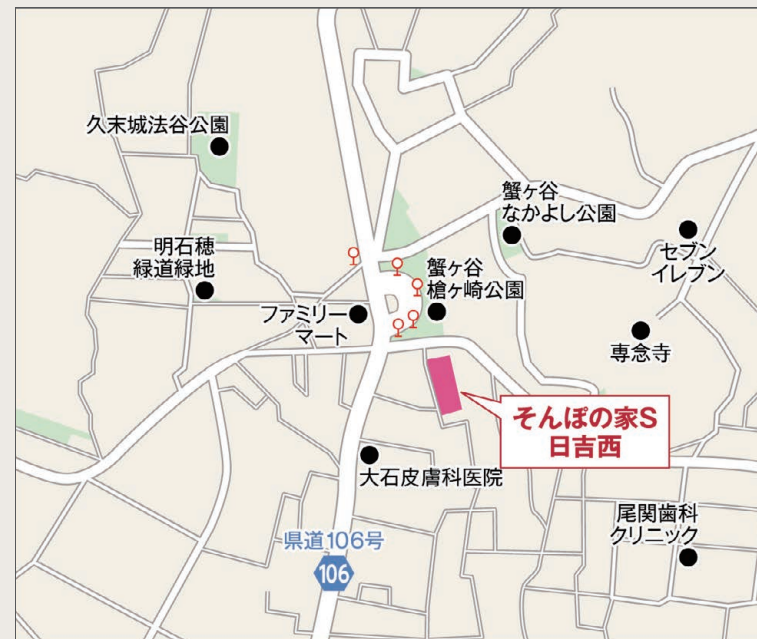 久末城法谷公園
蟹ヶ谷
なかよし公園
明石穂
緑道緑地
セブン
イレブン
蟹ヶ谷
槍ヶ崎公園
ファミリー
マート
専念寺
そんぽの家S
日吉西
大石皮膚科医院
尾関歯科
クリニック
県道106号
106